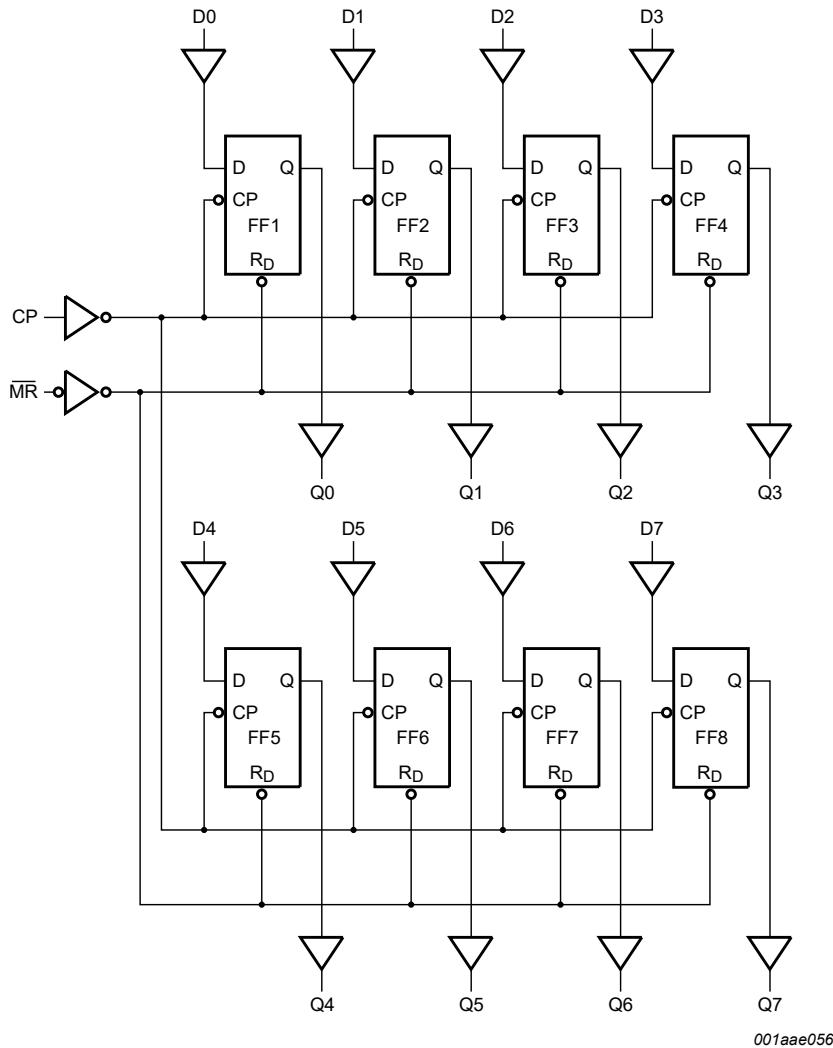 D0 D1 D2 D3
D Q D Q D Q D Q
CP CP CP CP
FF1 FF2 FF3 FF4
RD RD RD RD
CP
M̅R̅
Q0 Q1 Q2 Q3
D4 D5 D6 D7
D Q D Q D Q D Q
CP CP CP CP
FF5 FF6 FF7 FF8
RD RD RD RD
Q4 Q5 Q6 Q7
001aae056